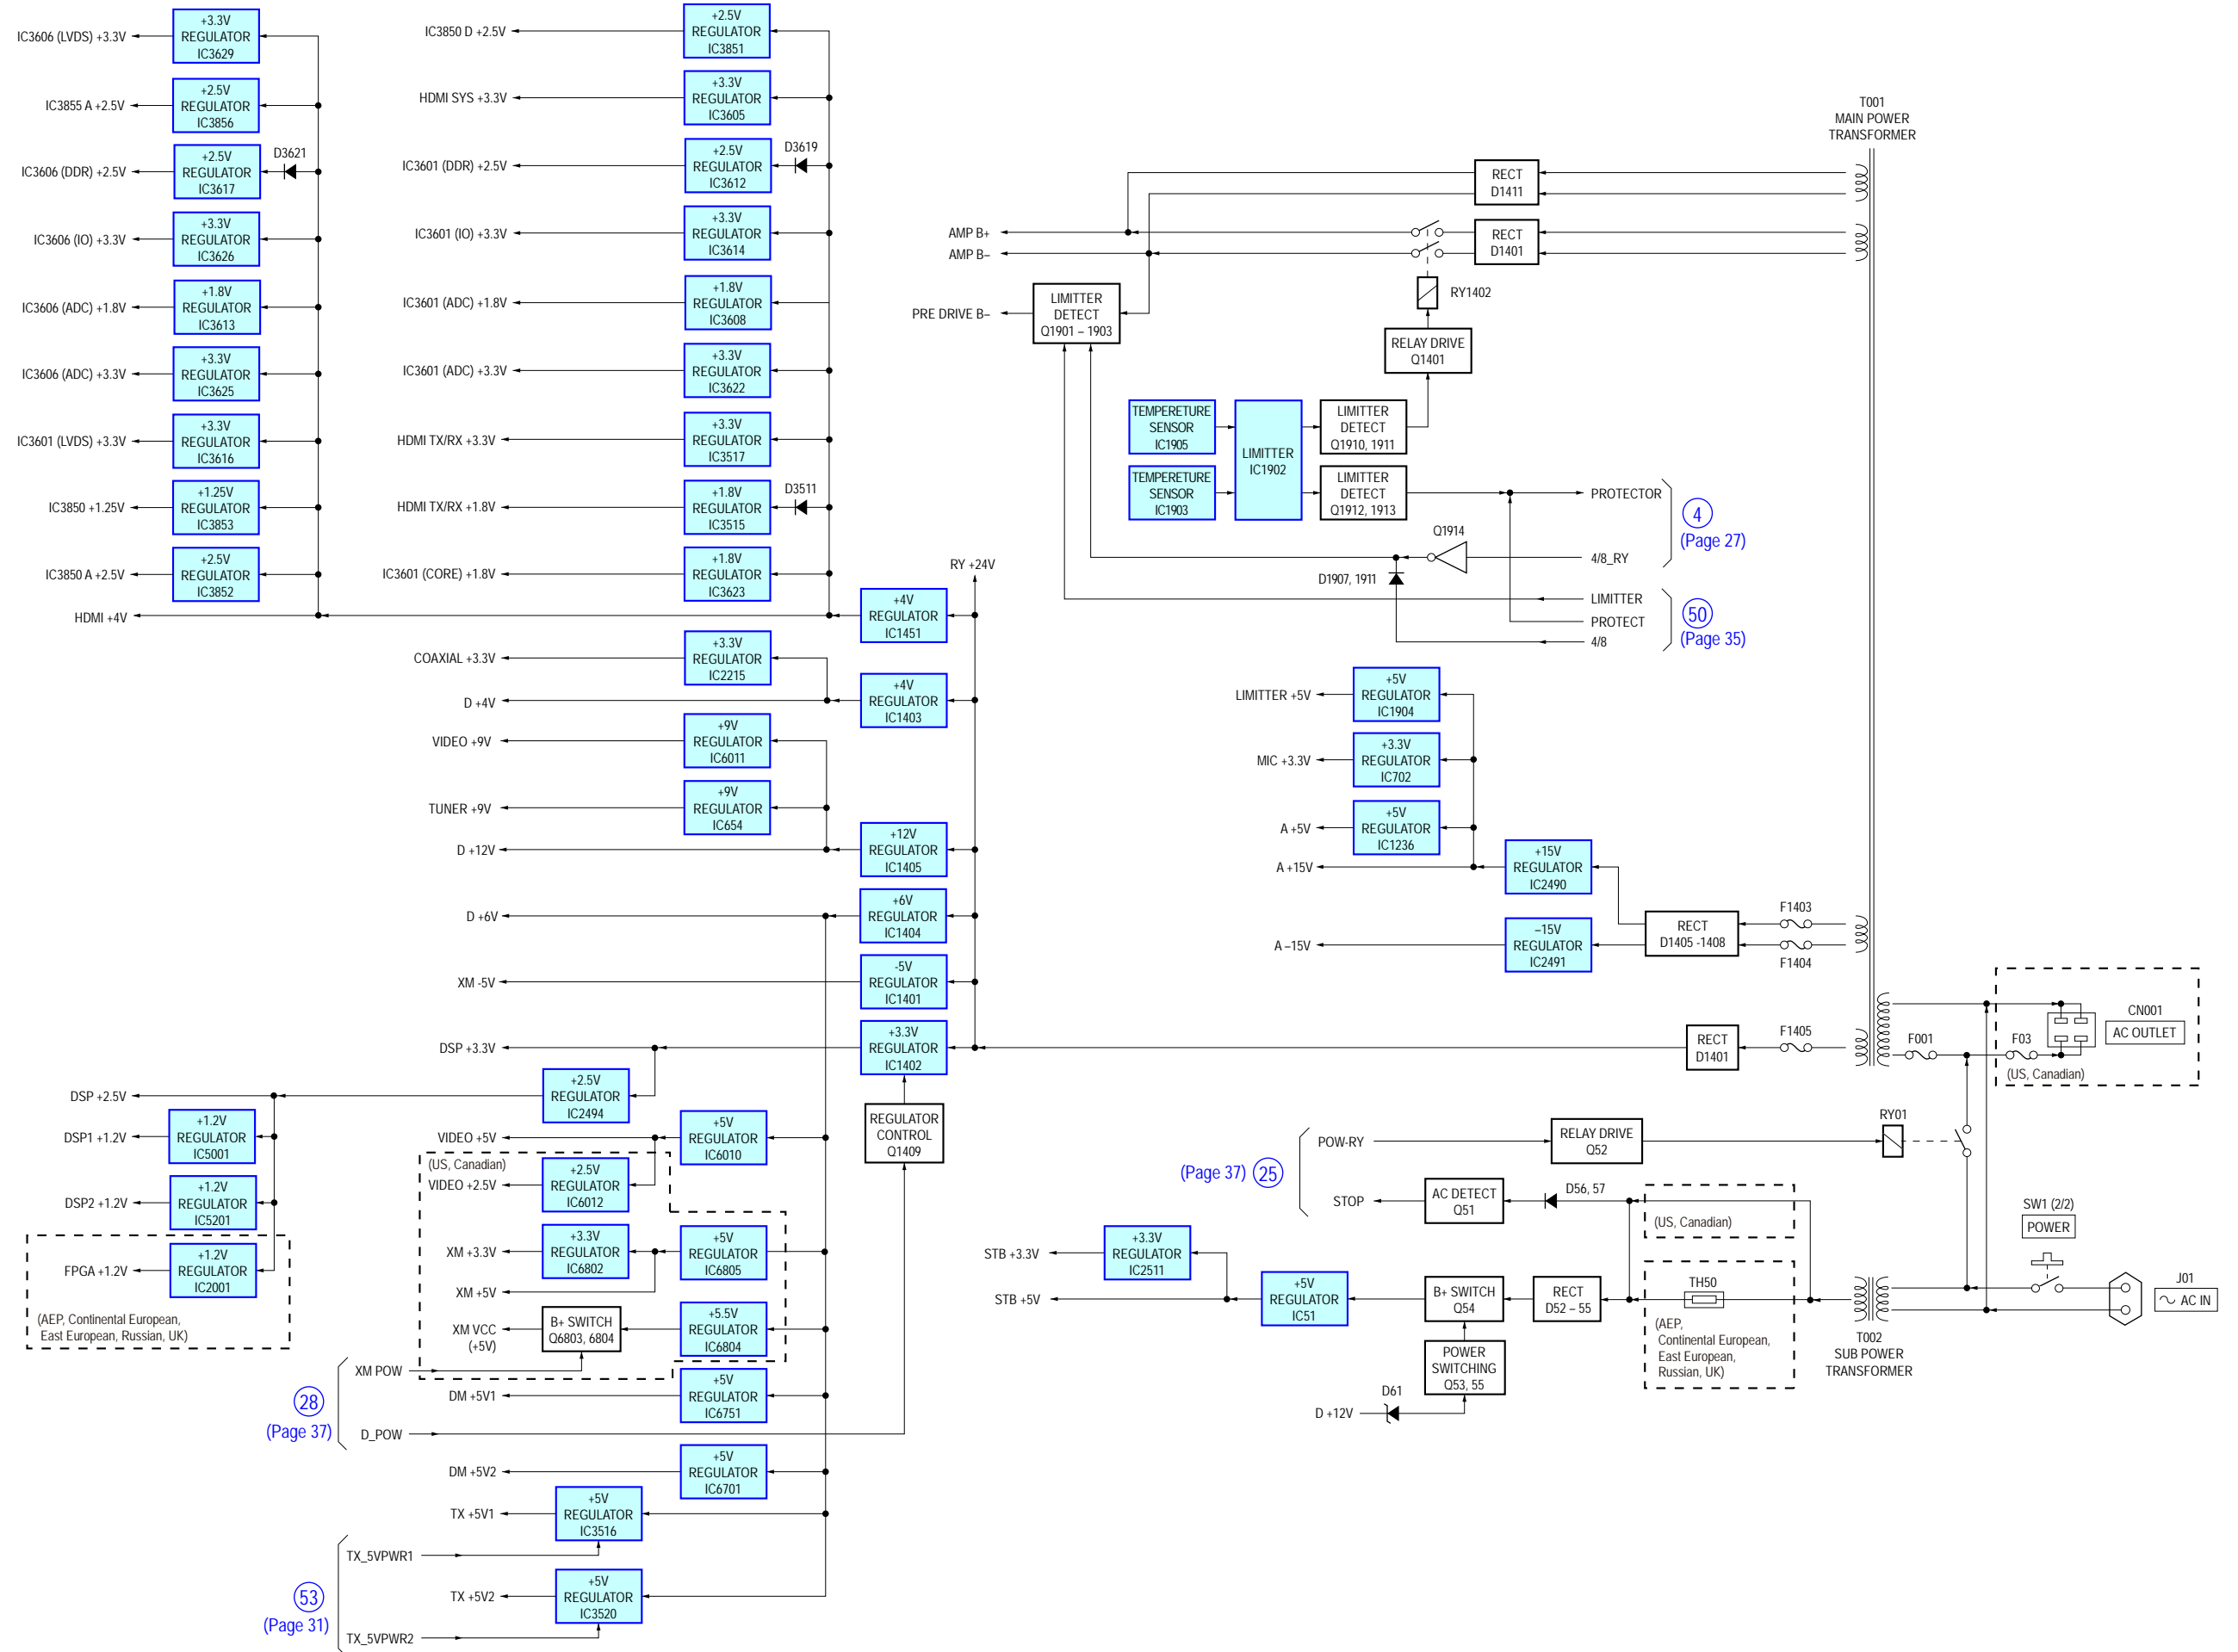 IC3606 (LVDS) +3.3V
+3.3V
REGULATOR
IC3629
IC3855 A +2.5V
+2.5V
REGULATOR
IC3856
IC3606 (DDR) +2.5V
+2.5V
REGULATOR
IC3617
D3621
IC3606 (IO) +3.3V
+3.3V
REGULATOR
IC3626
IC3606 (ADC) +1.8V
+1.8V
REGULATOR
IC3613
IC3606 (ADC) +3.3V
+3.3V
REGULATOR
IC3625
IC3601 (LVDS) +3.3V
+3.3V
REGULATOR
IC3616
IC3850 +1.25V
+1.25V
REGULATOR
IC3853
IC3850 A +2.5V
+2.5V
REGULATOR
IC3852
HDMI +4V
IC3850 D +2.5V
+2.5V
REGULATOR
IC3851
HDMI SYS +3.3V
+3.3V
REGULATOR
IC3605
IC3601 (DDR) +2.5V
+2.5V
REGULATOR
IC3612
D3619
IC3601 (IO) +3.3V
+3.3V
REGULATOR
IC3614
IC3601 (ADC) +1.8V
+1.8V
REGULATOR
IC3608
IC3601 (ADC) +3.3V
+3.3V
REGULATOR
IC3622
HDMI TX/RX +3.3V
+3.3V
REGULATOR
IC3517
HDMI TX/RX +1.8V
+1.8V
REGULATOR
IC3515
D3511
IC3601 (CORE) +1.8V
+1.8V
REGULATOR
IC3623
RY +24V
+4V
REGULATOR
IC1451
COAXIAL +3.3V
+3.3V
REGULATOR
IC2215
D +4V
+4V
REGULATOR
IC1403
VIDEO +9V
+9V
REGULATOR
IC6011
TUNER +9V
+9V
REGULATOR
IC654
D +12V
+12V
REGULATOR
IC1405
D +6V
+6V
REGULATOR
IC1404
XM -5V
-5V
REGULATOR
IC1401
DSP +3.3V
+3.3V
REGULATOR
IC1402
REGULATOR
CONTROL
Q1409
+2.5V
REGULATOR
IC2494
DSP +2.5V
DSP1 +1.2V
+1.2V
REGULATOR
IC5001
DSP2 +1.2V
+1.2V
REGULATOR
IC5201
FPGA +1.2V
+1.2V
REGULATOR
IC2001
(AEP, Continental European,
East European, Russian, UK)
VIDEO +5V
+5V
REGULATOR
IC6010
(US, Canadian)
VIDEO +2.5V
+2.5V
REGULATOR
IC6012
XM +3.3V
+3.3V
REGULATOR
IC6802
+5V
REGULATOR
IC6805
XM +5V
XM VCC
(+5V)
B+ SWITCH
Q6803, 6804
+5.5V
REGULATOR
IC6804
XM POW
28
(Page 37)
D_POW
DM +5V1
+5V
REGULATOR
IC6751
DM +5V2
+5V
REGULATOR
IC6701
TX +5V1
+5V
REGULATOR
IC3516
TX_5VPWR1
53
(Page 31)
TX +5V2
+5V
REGULATOR
IC3520
TX_5VPWR2
T001
MAIN POWER
TRANSFORMER
RECT
D1411
AMP B+
AMP B–
RECT
D1401
RY1402
PRE DRIVE B–
LIMITTER
DETECT
Q1901 – 1903
RELAY DRIVE
Q1401
TEMPERETURE
SENSOR
IC1905
TEMPERETURE
SENSOR
IC1903
LIMITTER
IC1902
LIMITTER
DETECT
Q1910, 1911
LIMITTER
DETECT
Q1912, 1913
PROTECTOR
4
(Page 27)
Q1914
4/8_RY
D1907, 1911
LIMITTER
PROTECT
4/8
50
(Page 35)
LIMITTER +5V
+5V
REGULATOR
IC1904
MIC +3.3V
+3.3V
REGULATOR
IC702
A +5V
+5V
REGULATOR
IC1236
A +15V
+15V
REGULATOR
IC2490
A –15V
–15V
REGULATOR
IC2491
RECT
D1405 -1408
F1403
F1404
RECT
D1401
F1405
F001
F03
CN001
AC OUTLET
(US, Canadian)
RY01
POW-RY
RELAY DRIVE
Q52
(Page 37)
25
STOP
AC DETECT
Q51
D56, 57
(US, Canadian)
SW1 (2/2)
POWER
STB +3.3V
+3.3V
REGULATOR
IC2511
STB +5V
+5V
REGULATOR
IC51
B+ SWITCH
Q54
RECT
D52 – 55
TH50
(AEP,
Continental European,
East European,
Russian, UK)
POWER
SWITCHING
Q53, 55
D61
D +12V
T002
SUB POWER
TRANSFORMER
J01
AC IN